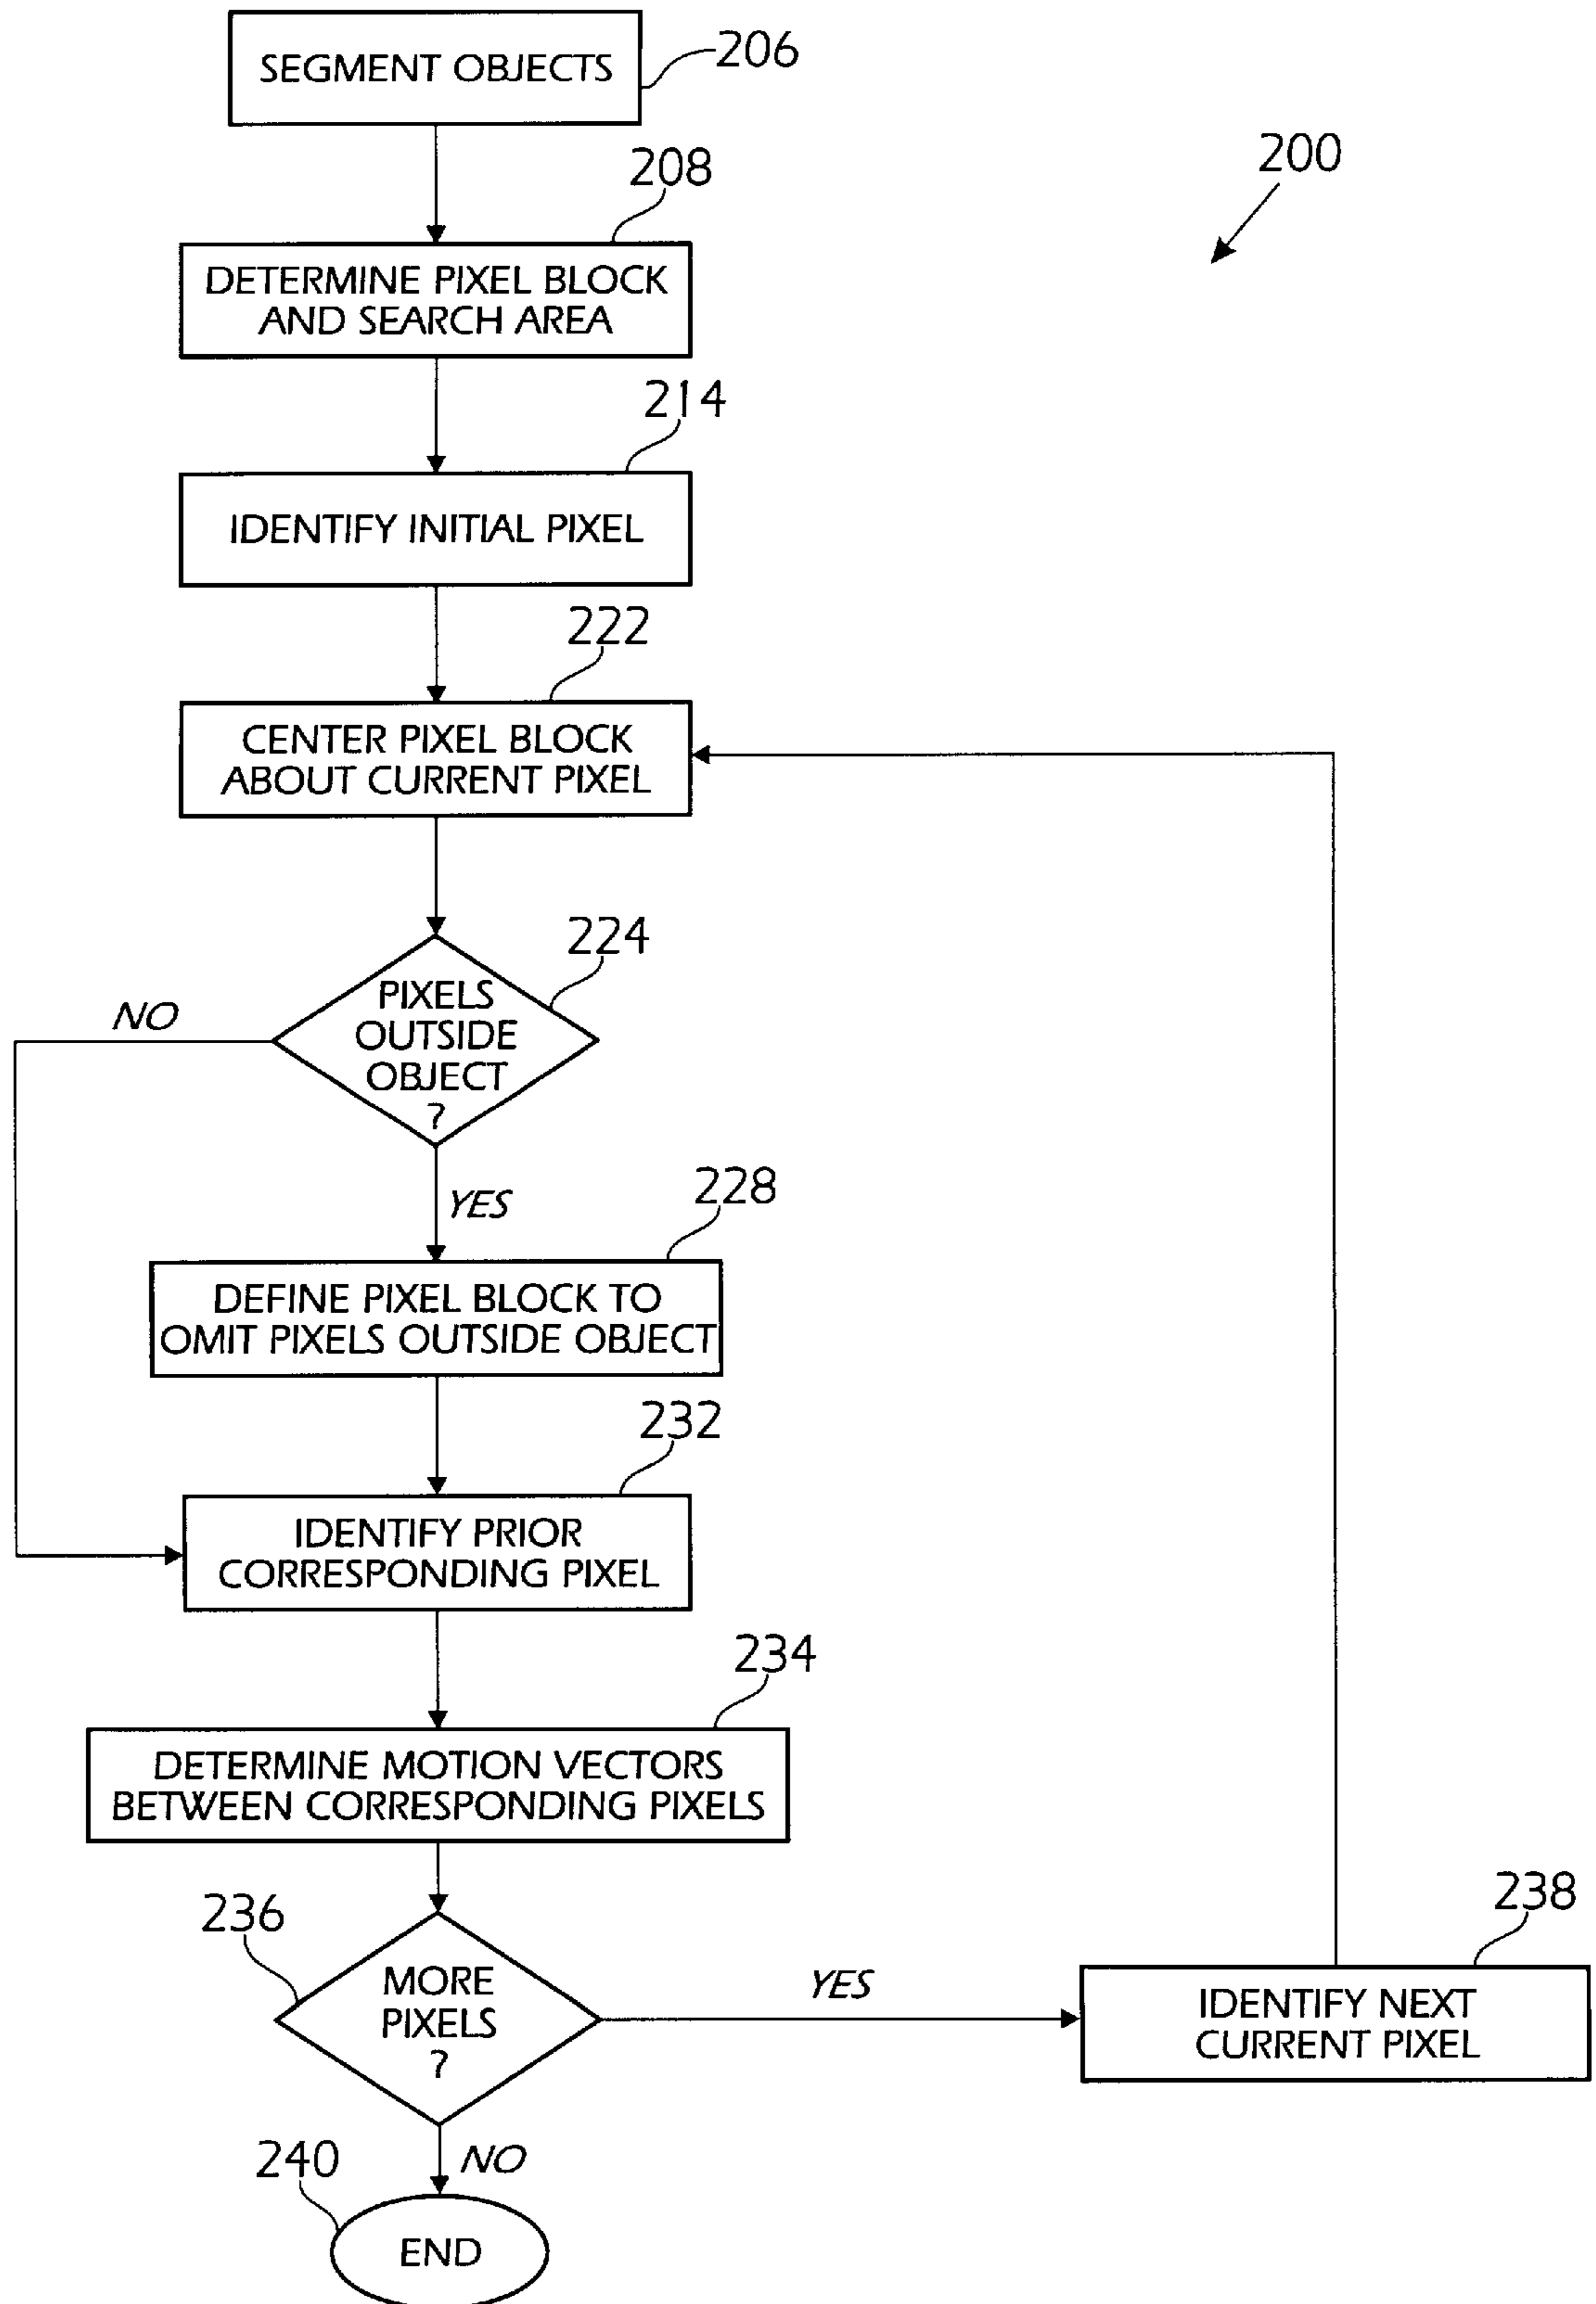 SEGMENT OBJECTS
206
200
208
DETERMINE PIXEL BLOCK
AND SEARCH AREA
214
IDENTIFY INITIAL PIXEL
222
CENTER PIXEL BLOCK
ABOUT CURRENT PIXEL
224
PIXELS
OUTSIDE
OBJECT
?
NO
YES
228
DEFINE PIXEL BLOCK TO
OMIT PIXELS OUTSIDE OBJECT
232
IDENTIFY PRIOR
CORRESPONDING PIXEL
234
DETERMINE MOTION VECTORS
BETWEEN CORRESPONDING PIXELS
236
MORE
PIXELS
?
YES
238
IDENTIFY NEXT
CURRENT PIXEL
NO
240
END